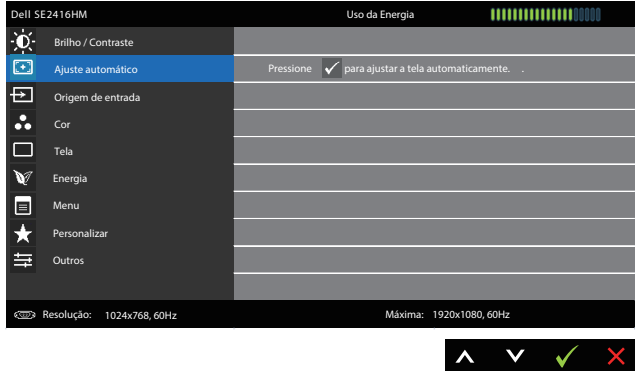 Dell SE2416HM Uso da Energia
Brilho / Contraste
Ajuste automático Pressione para ajustar a tela automaticamente. .
Origem de entrada
Cor
Tela
Energia
Menu
Personalizar
Outros
Resolução: 1024x768, 60Hz Máxima: 1920x1080, 60Hz